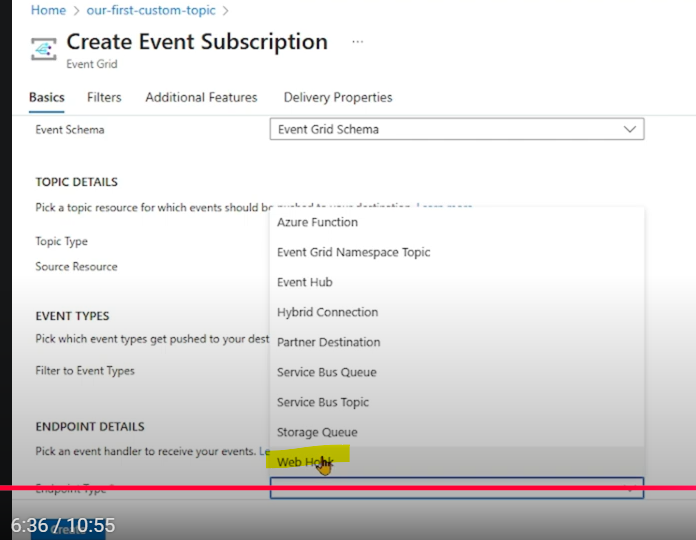 Home > our-first-custom-topic >
Create Event Subscription ...
Event Grid
Basics Filters Additional Features Delivery Properties
Event Schema Event Grid Schema
TOPIC DETAILS
Pick a topic resource for which events should be pushed to your destination. Learn more
Azure Function
Topic Type
Event Grid Namespace Topic
Source Resource
Event Hub
Hybrid Connection
EVENT TYPES
Pick which event types get pushed to your dest
Partner Destination
Filter to Event Types
Service Bus Queue
Service Bus Topic
ENDPOINT DETAILS
Storage Queue
Pick an event handler to receive your events. Le
Web Hook
Endpoint Type *
6:36 / 10:55
Create